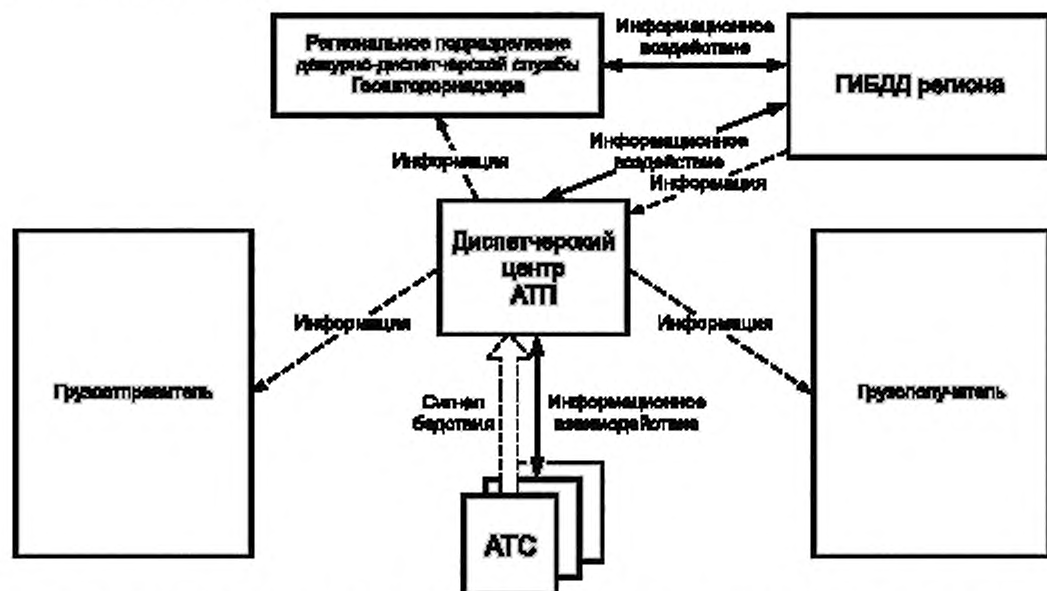 Региональное подразделение
дежурно-диспетчерской службы
Госавтодорнадзора
Информационное
воздействие
ГИБДД региона
Информация
Информационное
воздействие
Информация
Диспетчерский
центр
АТП
Информация
Информация
Грузоотправитель
Грузополучатель
Сигнал
бедствия
Информационное
взаимодействие
АТС